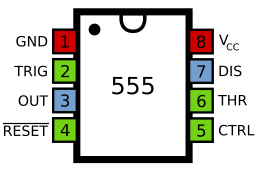 GND 1 8 VCC
TRIG 2 7 DIS
555
OUT 3 6 THR
RESET 4 5 CTRL